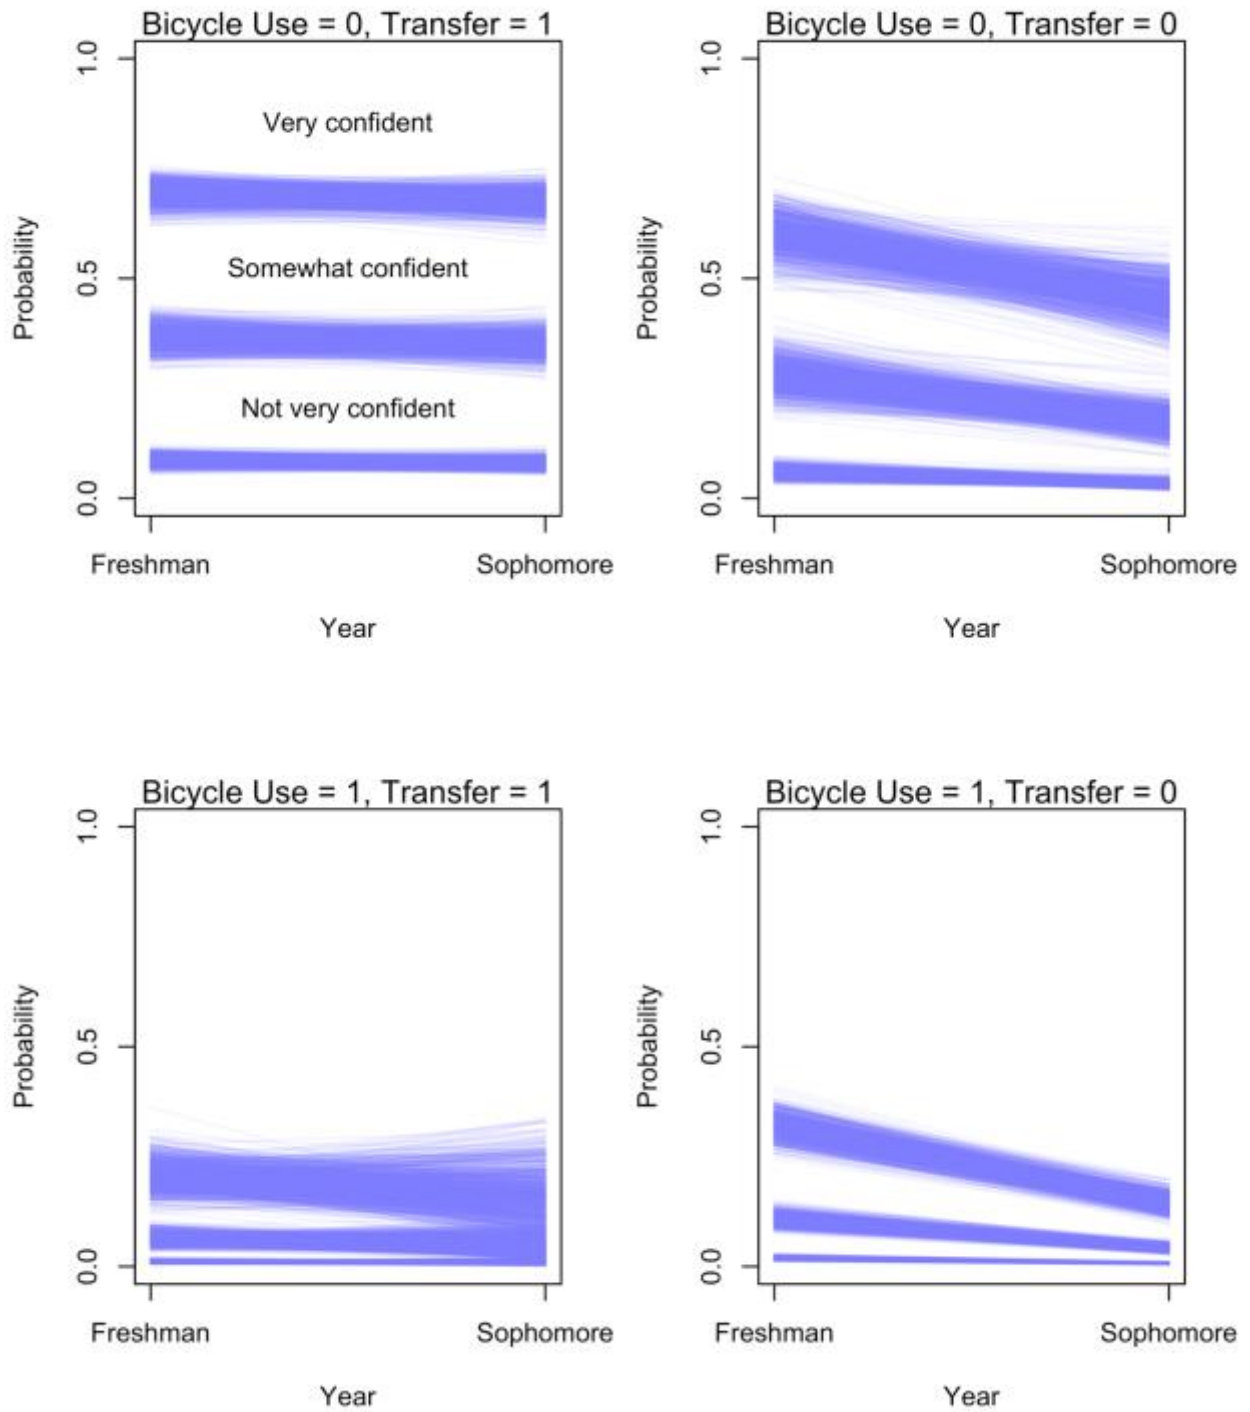 Bicycle Use = 0, Transfer = 1
1.0
Very confident
Probability
0.5
Somewhat confident
Not very confident
0.0
Freshman
Sophomore
Year
Bicycle Use = 0, Transfer = 0
1.0
Probability
0.5
0.0
Freshman
Sophomore
Year
Bicycle Use = 1, Transfer = 1
1.0
Probability
0.5
0.0
Freshman
Sophomore
Year
Bicycle Use = 1, Transfer = 0
1.0
Probability
0.5
0.0
Freshman
Sophomore
Year